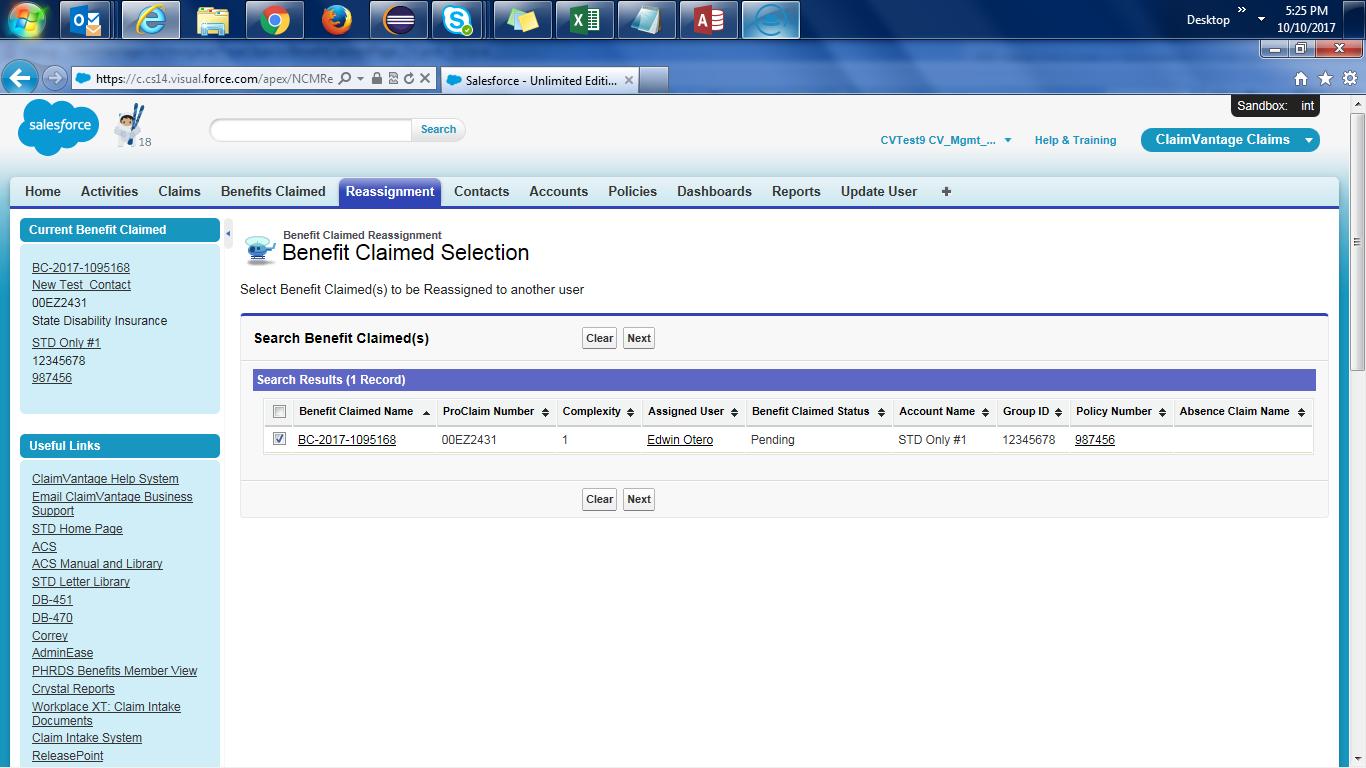 Desktop
»
5:25 PM
10/10/2017
https://c.cs14.visual.force.com/apex/NCMRe
Salesforce - Unlimited Editi...
Sandbox: int
salesforce
18
Search
CVTest9 CV_Mgmt_...
Help & Training
ClaimVantage Claims
Home Activities Claims Benefits Claimed Reassignment Contacts Accounts Policies Dashboards Reports Update User +
Current Benefit Claimed
BC-2017-1095168
New Test Contact
00EZ2431
State Disability Insurance
STD Only #1
12345678
987456
Useful Links
ClaimVantage Help System
Email ClaimVantage Business
Support
STD Home Page
ACS
ACS Manual and Library
STD Letter Library
DB-451
DB-470
Correy
AdminEase
PHRDS Benefits Member View
Crystal Reports
Workplace XT: Claim Intake
Documents
Claim Intake System
ReleasePoint
Benefit Claimed Reassignment
Benefit Claimed Selection
Select Benefit Claimed(s) to be Reassigned to another user
Search Benefit Claimed(s) Clear Next
Search Results (1 Record)
Benefit Claimed Name ProClaim Number Complexity Assigned User Benefit Claimed Status Account Name Group ID Policy Number Absence Claim Name
BC-2017-1095168 00EZ2431 1 Edwin Otero Pending STD Only #1 12345678 987456
Clear Next